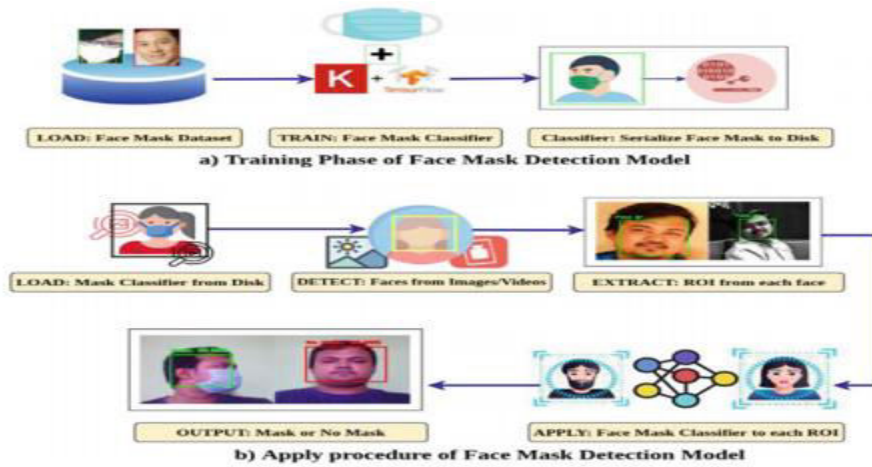 K + TensorFlow
LOAD: Face Mask Dataset
TRAIN: Face Mask Classifier
Classifier: Serialize Face Mask to Disk
a) Training Phase of Face Mask Detection Model
LOAD: Mask Classifier from Disk
DETECT: Faces from Images/Videos
EXTRACT: ROI from each face
OUTPUT: Mask or No Mask
APPLY: Face Mask Classifier to each ROI
b) Apply procedure of Face Mask Detection Model